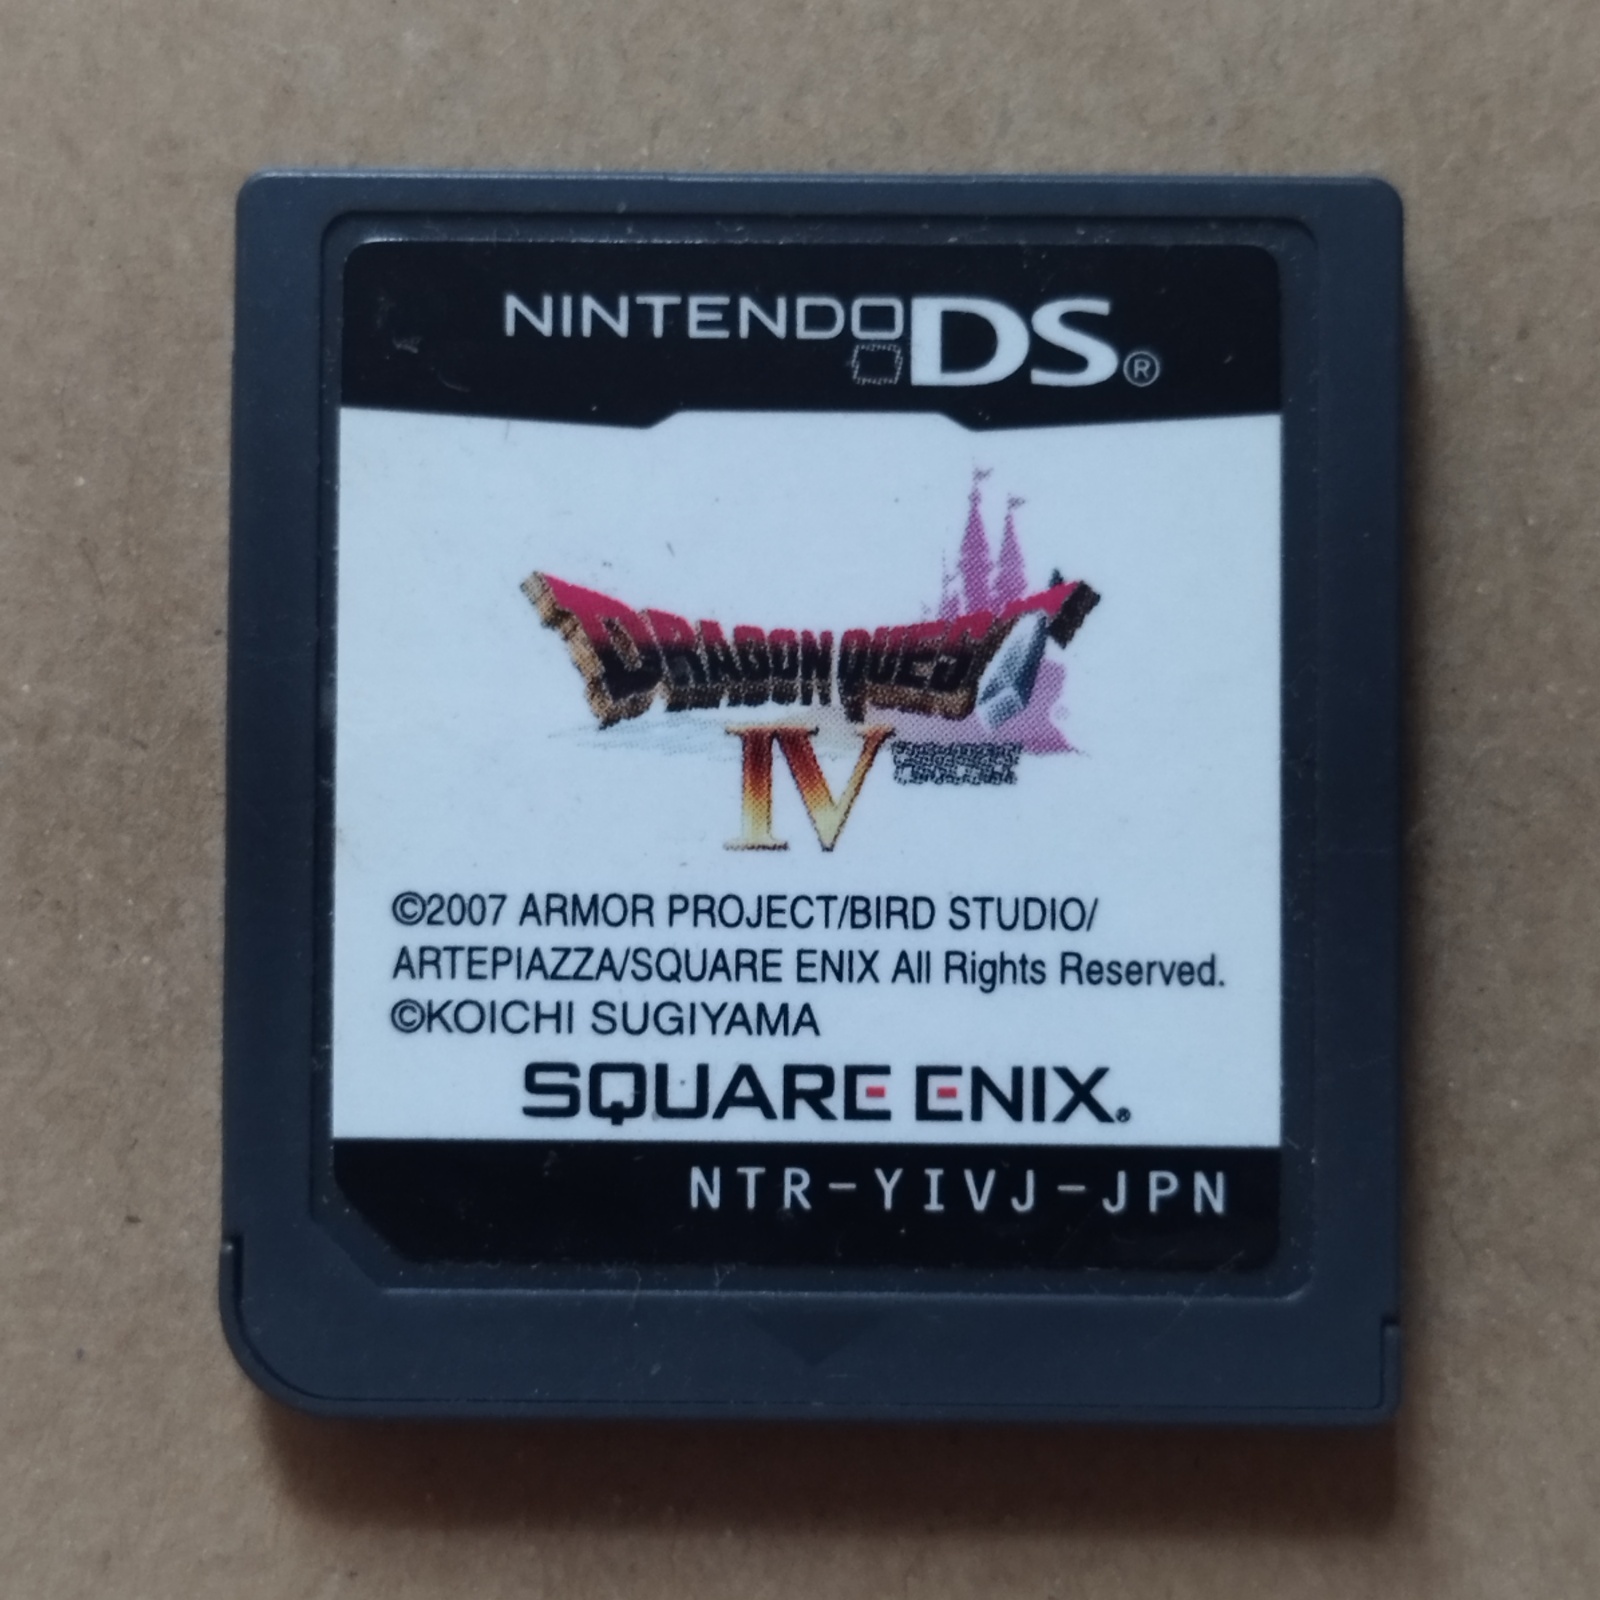 NINTENDO DS®
DRAGON QUEST
IV
©2007 ARMOR PROJECT/BIRD STUDIO/
ARTEPIAZZA/SQUARE ENIX All Rights Reserved.
©KOICHI SUGIYAMA
SQUARE ENIX®
NTR-YIVJ-JPN